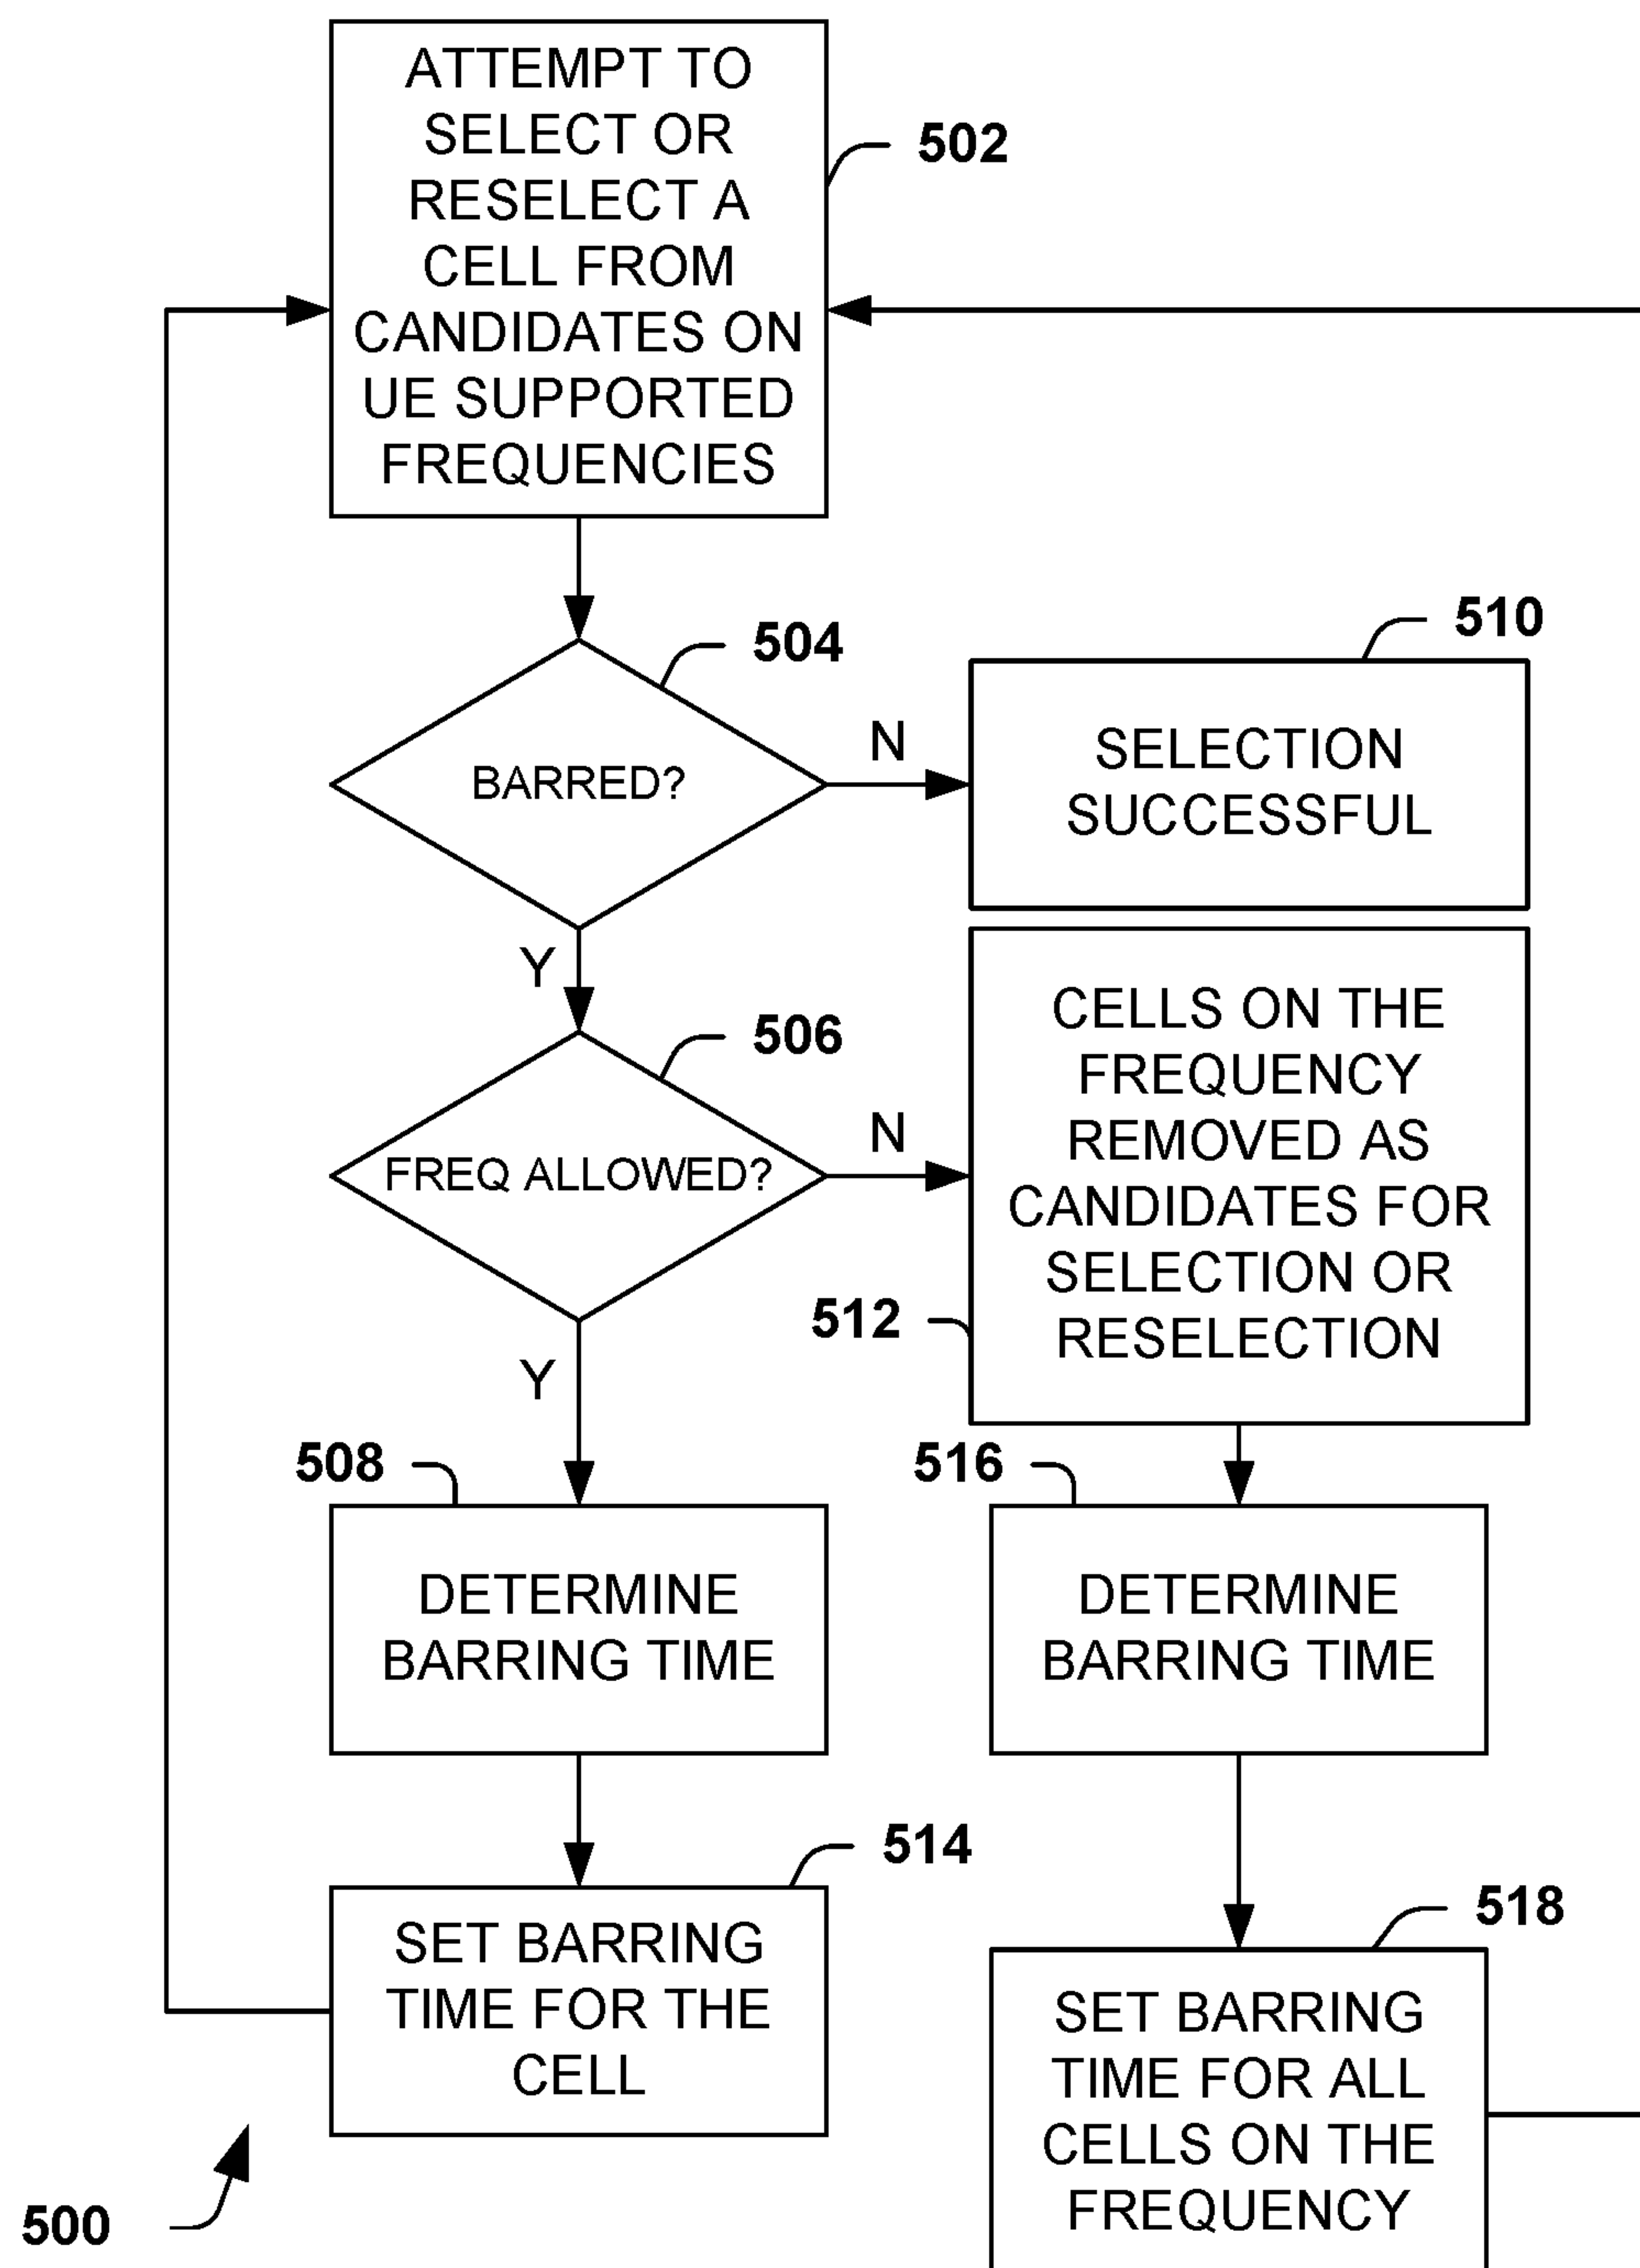 ATTEMPT TO
SELECT OR
RESELECT A
CELL FROM
CANDIDATES ON
UE SUPPORTED
FREQUENCIES
502
504
BARRED?
N
Y
510
SELECTION
SUCCESSFUL
506
FREQ ALLOWED?
N
Y
CELLS ON THE
FREQUENCY
REMOVED AS
CANDIDATES FOR
SELECTION OR
RESELECTION
512
508
DETERMINE
BARRING TIME
516
DETERMINE
BARRING TIME
514
SET BARRING
TIME FOR THE
CELL
518
SET BARRING
TIME FOR ALL
CELLS ON THE
FREQUENCY
500